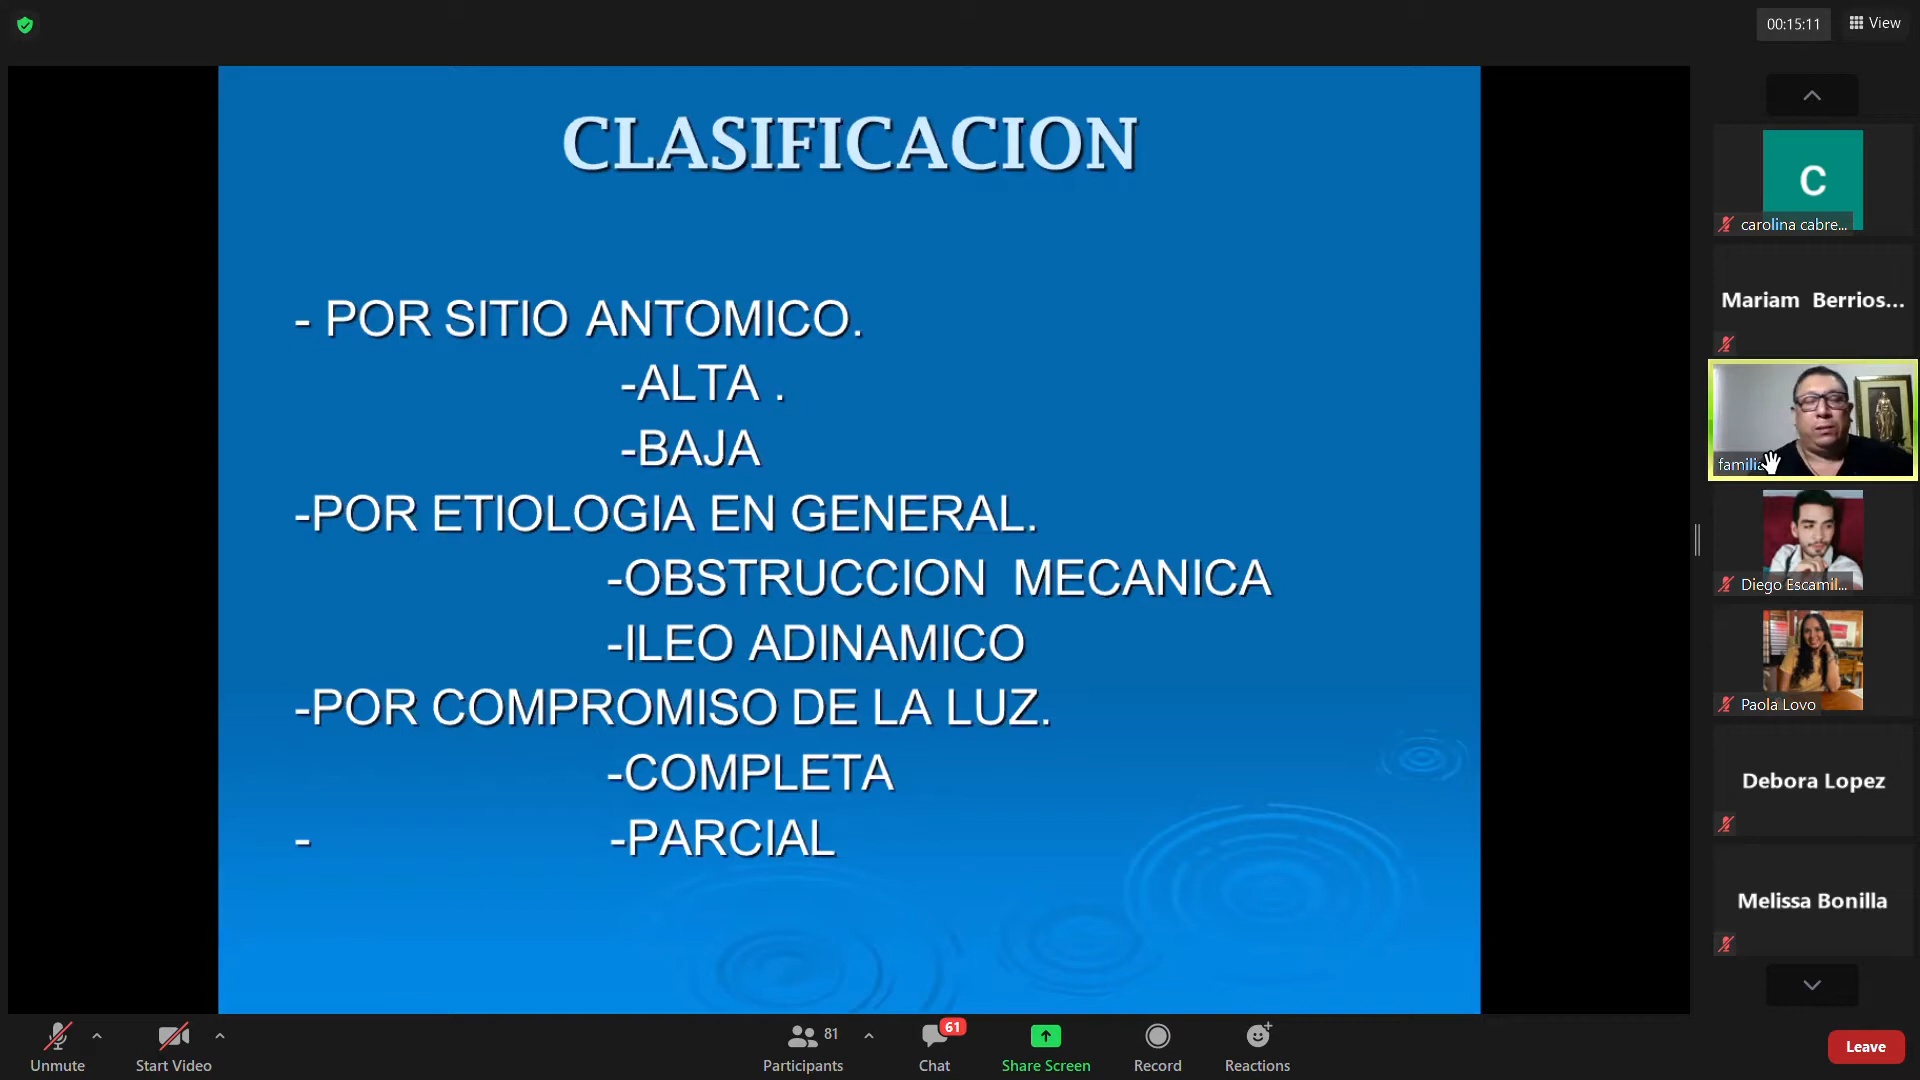 00:15:11
View
CLASIFICACION
- POR SITIO ANTOMICO.
-ALTA .
-BAJA
-POR ETIOLOGIA EN GENERAL.
-OBSTRUCCION MECANICA
-ILEO ADINAMICO
-POR COMPROMISO DE LA LUZ.
-COMPLETA
- -PARCIAL
C
carolina cabre...
Mariam Berrios...
Diego Escamil...
Paola Lovo
Debora Lopez
Melissa Bonilla
Unmute
Start Video
81
Participants
61
Chat
Share Screen
Record
Reactions
Leave